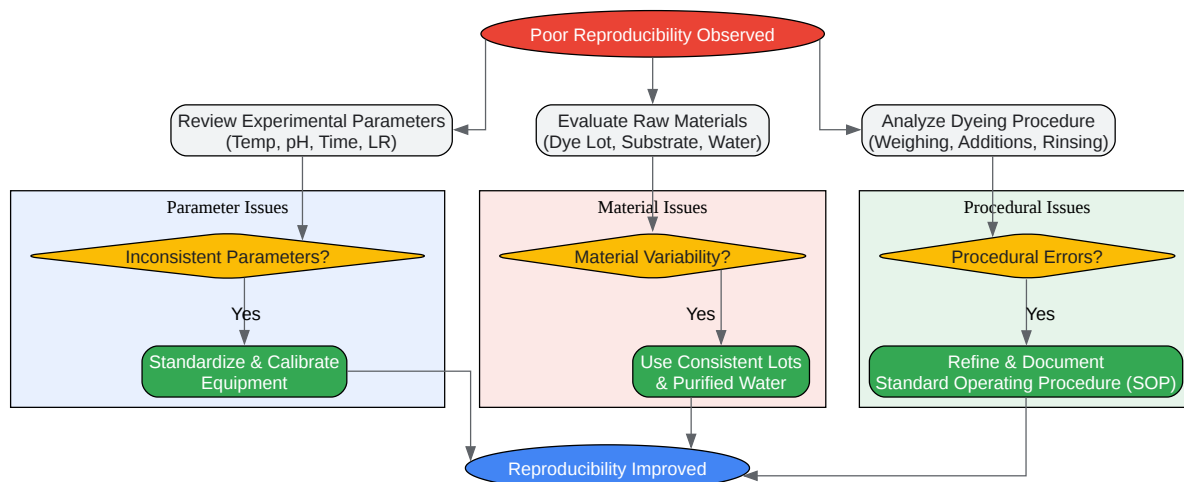 Poor Reproducibility Observed
Review Experimental Parameters
(Temp, pH, Time, LR)
Evaluate Raw Materials
(Dye Lot, Substrate, Water)
Analyze Dyeing Procedure
(Weighing, Additions, Rinsing)
Parameter Issues
Material Issues
Procedural Issues
Inconsistent Parameters?
Material Variability?
Procedural Errors?
Yes
Yes
Yes
Standardize & Calibrate
Equipment
Use Consistent Lots
& Purified Water
Refine & Document
Standard Operating Procedure (SOP)
Reproducibility Improved